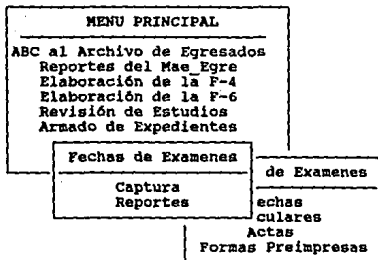 MENU PRINCIPAL
ABC al Archivo de Egresados
Reportes del Mae_Egre
Elaboración de la F-4
Elaboración de la F-6
Revisión de Estudios
Armado de Expedientes
Fechas de Examenes
de Examenes
Captura
Reportes
echas
culares
Actas
Formas Preimpresas